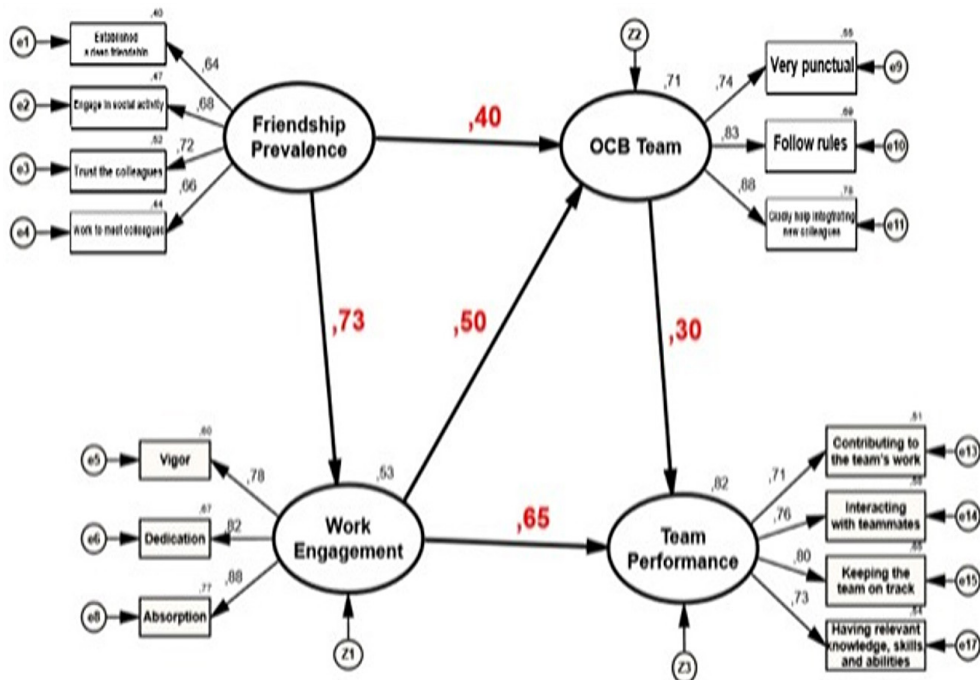 ,40
e1
Established
a deep friendship
,64
,47
e2
Engage in social activity
,68
,52
e3
Trust the colleagues
,72
,44
e4
Work to meet colleagues
,66
Friendship
Prevalence
,40
,73
Z2
,71
OCB Team
,74
,55
Very punctual
e9
,83
,69
Follow rules
e10
,88
,78
new colleagues
e11
,50
,30
,60
e5
Vigor
,78
,67
e6
Dedication
,82
,77
e8
Absorption
,88
,53
Work
Engagement
Z1
,65
,82
Team
Performance
Z3
,71
,51
Contributing to
the team's work
e13
,76
,58
Interacting
with teammates
e14
,80
,65
Keeping the
team on track
e15
,73
,54
Having relevant
knowledge, skills
and abilities
e17